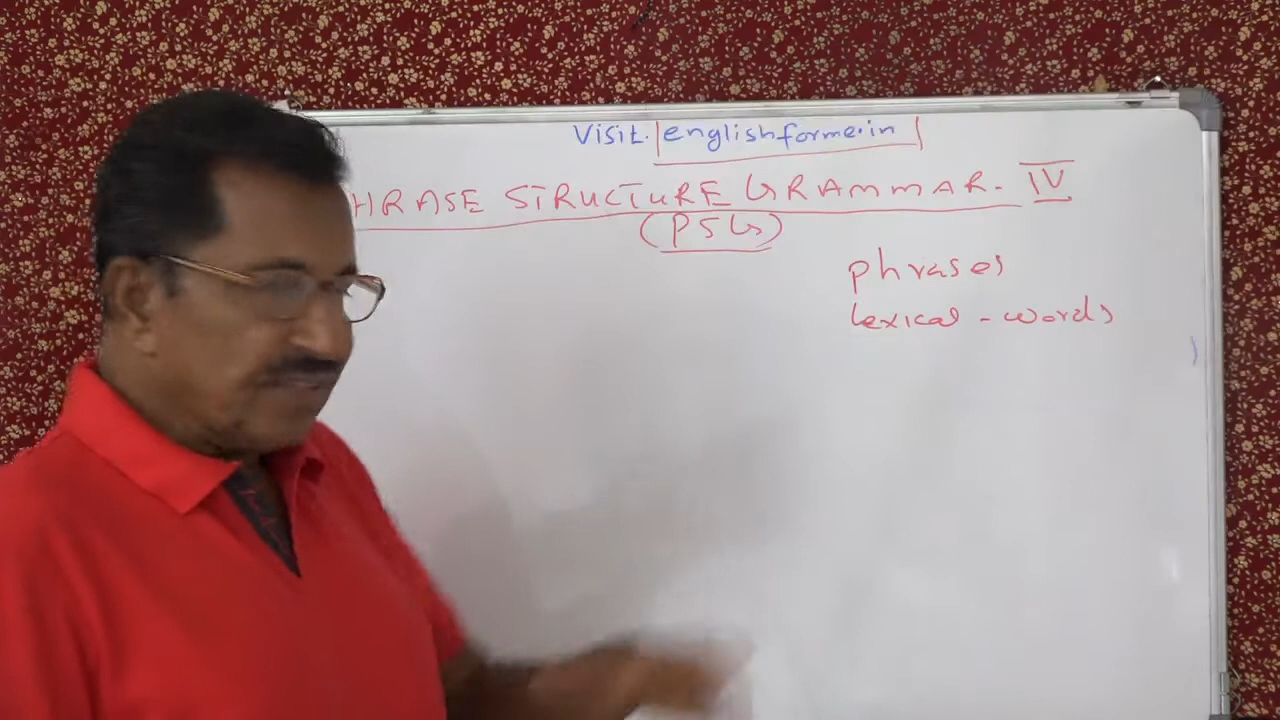 Visit. englishforme.in
HRASE STRUCTURE GRAMMAR. IV
(PSG)
phrases
lexical - words